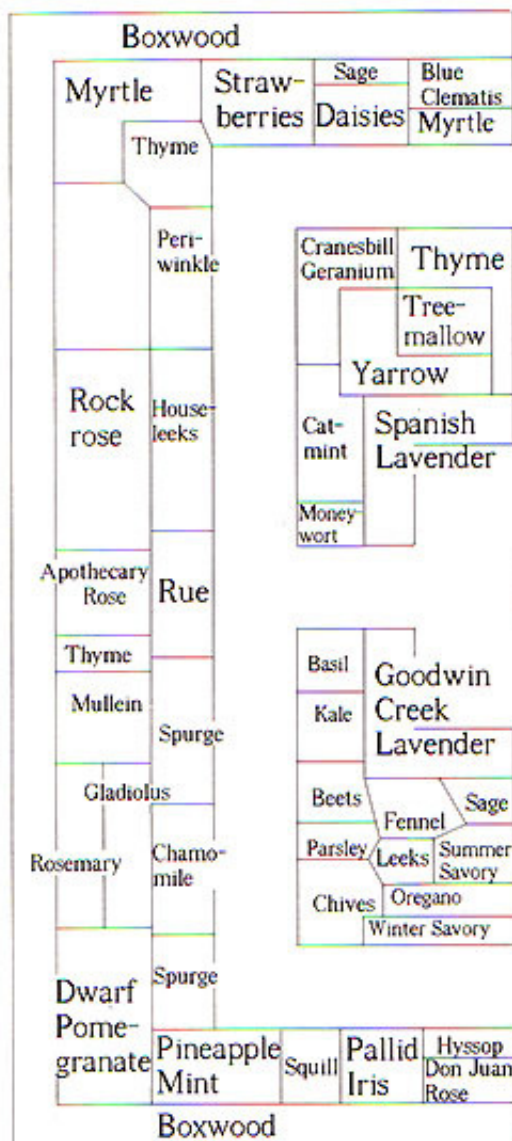 Boxwood
Myrtle
Straw-
berries
Sage
Daisies
Blue
Clematis
Myrtle
Thyme
Peri-
winkle
Cranesbill
Geranium
Thyme
Tree-
mallow
Yarrow
Rock
rose
House-
leeks
Cat-
mint
Spanish
Lavender
Money-
wort
Apothecary
Rose
Rue
Thyme
Mullein
Basil
Kale
Goodwin
Creek
Lavender
Spurge
Gladiolus
Beets
Fennel
Sage
Rosemary
Chamo-
mile
Parsley
Leeks
Summer
Savory
Chives
Oregano
Winter Savory
Spurge
Dwarf
Pome-
granate
Pineapple
Mint
Squill
Pallid
Iris
Hyssop
Don Juan
Rose
Boxwood